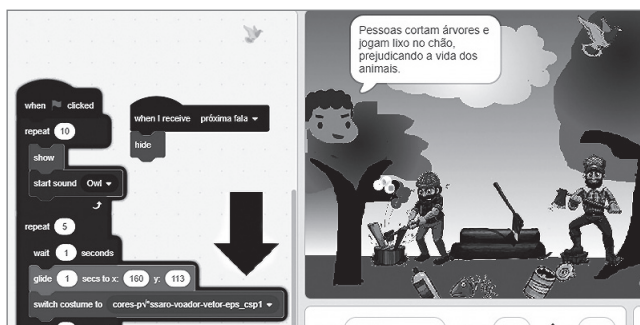 Pessoas cortam árvores e
jogam lixo no chão,
prejudicando a vida dos
animais.
when clicked
repeat 10
show
start sound Owl
repeat 5
wait 1 seconds
glide 1 secs to x: 160 y: 113
switch costume to cores-pv"ssaro-voador-vetor-eps_csp1
when I receive próxima fala
hide